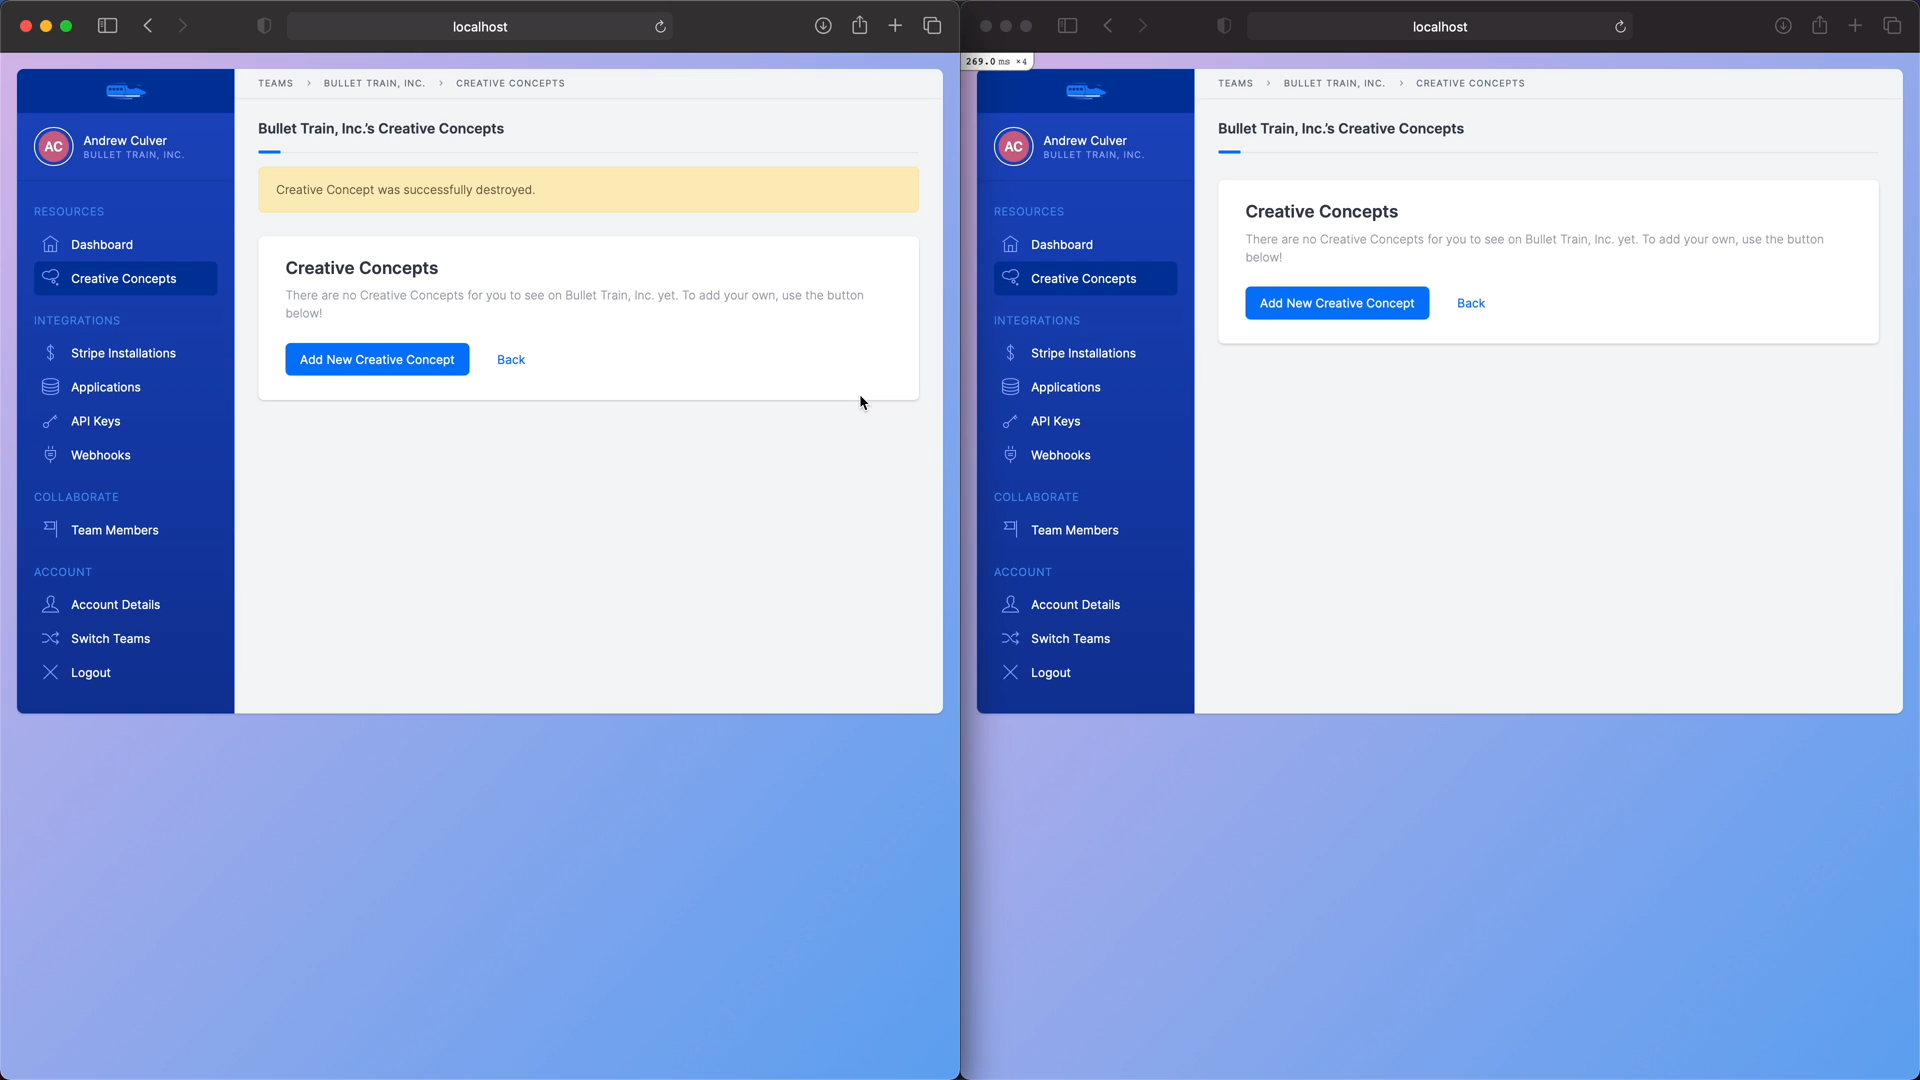 localhost
TEAMS > BULLET TRAIN, INC. > CREATIVE CONCEPTS
AC
Andrew Culver
BULLET TRAIN, INC.
RESOURCES
Dashboard
Creative Concepts
INTEGRATIONS
Stripe Installations
Applications
API Keys
Webhooks
COLLABORATE
Team Members
ACCOUNT
Account Details
Switch Teams
Logout
Bullet Train, Inc.'s Creative Concepts
Creative Concept was successfully destroyed.
Creative Concepts
There are no Creative Concepts for you to see on Bullet Train, Inc. yet. To add your own, use the button
below!
Add New Creative Concept
Back
localhost
269.0 ms ×4
TEAMS > BULLET TRAIN, INC. > CREATIVE CONCEPTS
AC
Andrew Culver
BULLET TRAIN, INC.
RESOURCES
Dashboard
Creative Concepts
INTEGRATIONS
Stripe Installations
Applications
API Keys
Webhooks
COLLABORATE
Team Members
ACCOUNT
Account Details
Switch Teams
Logout
Bullet Train, Inc.'s Creative Concepts
Creative Concepts
There are no Creative Concepts for you to see on Bullet Train, Inc. yet. To add your own, use the button
below!
Add New Creative Concept
Back